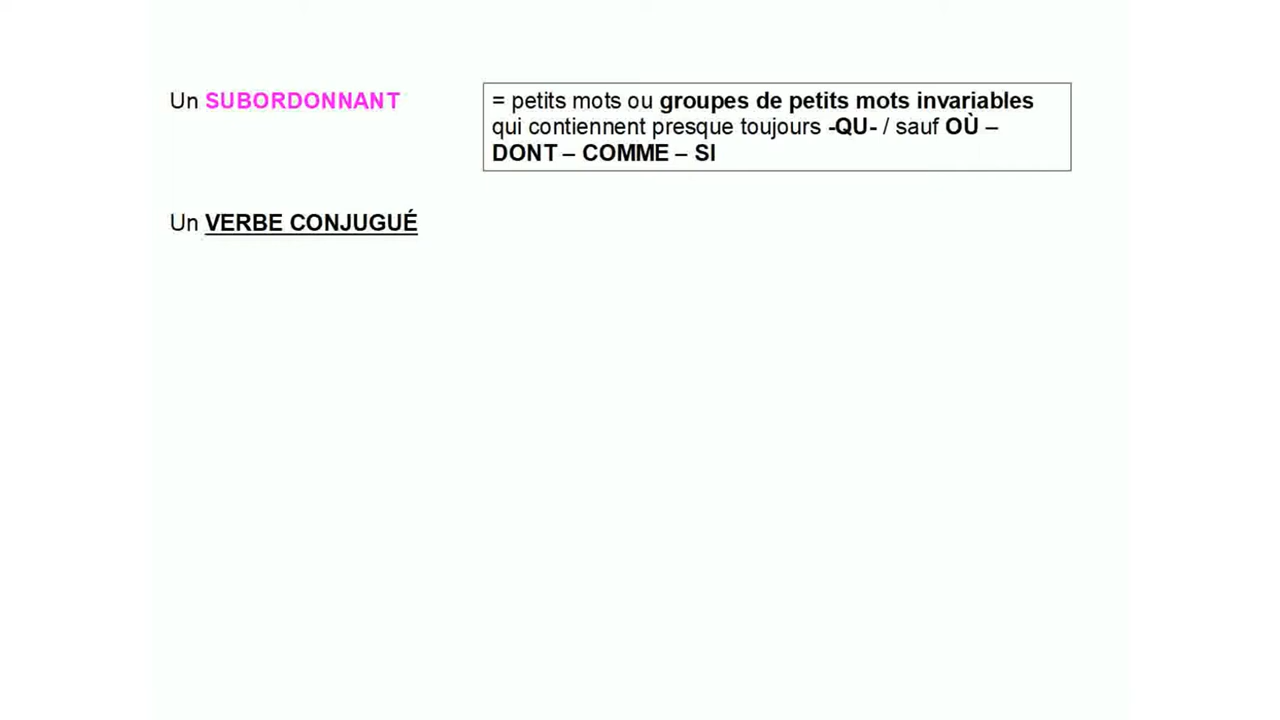 Un SUBORDONNANT
= petits mots ou groupes de petits mots invariables
qui contiennent presque toujours -QU- / sauf OÙ –
DONT – COMME – SI
Un VERBE CONJUGUÉ